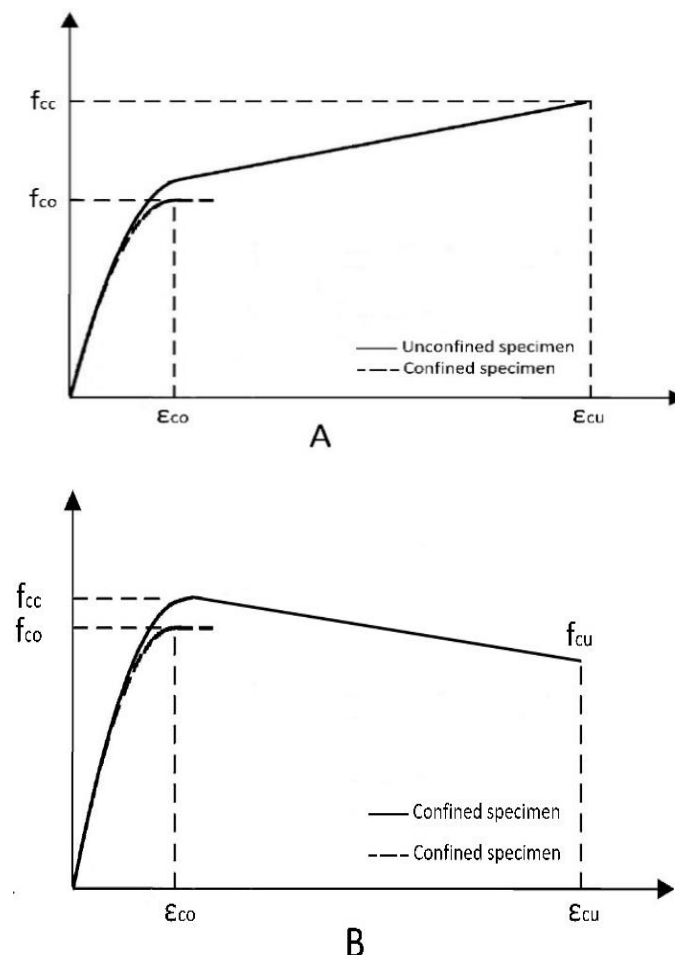 fcc
fco
Unconfined specimen
Confined specimen
εco
εcu
A
fcc
fco
fcu
Confined specimen
Confined specimen
εco
εcu
B